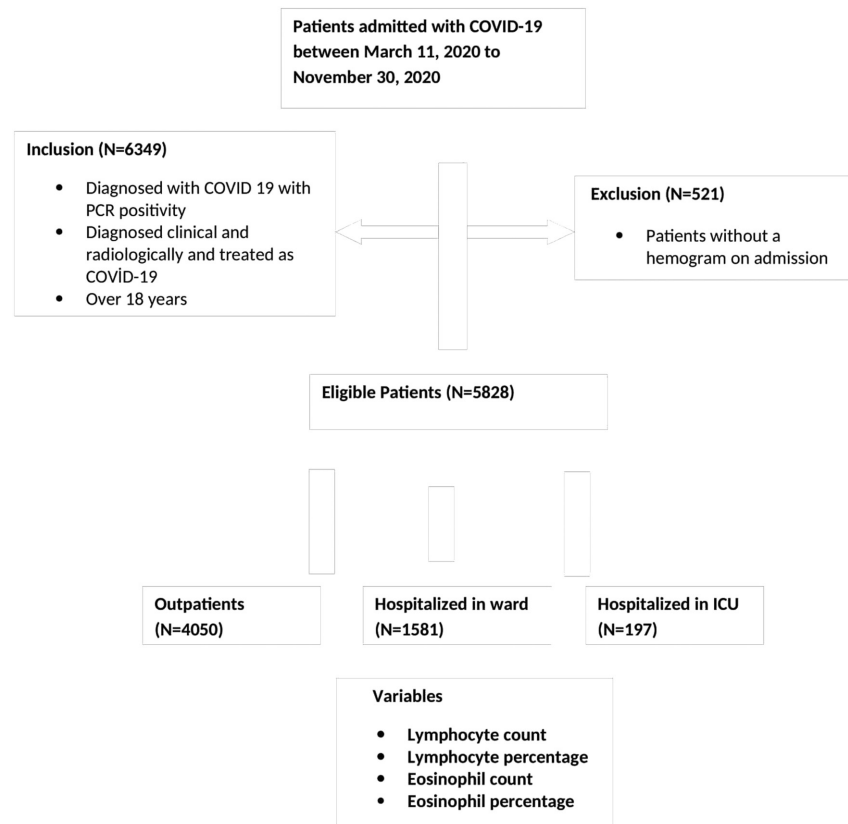 Patients admitted with COVID-19
between March 11, 2020 to
November 30, 2020
Inclusion (N=6349)
• Diagnosed with COVID 19 with
PCR positivity
• Diagnosed clinical and
radiologically and treated as
COVİD-19
• Over 18 years
Exclusion (N=521)
• Patients without a
hemogram on admission
Eligible Patients (N=5828)
Outpatients
(N=4050)
Hospitalized in ward
(N=1581)
Hospitalized in ICU
(N=197)
Variables
• Lymphocyte count
• Lymphocyte percentage
• Eosinophil count
• Eosinophil percentage